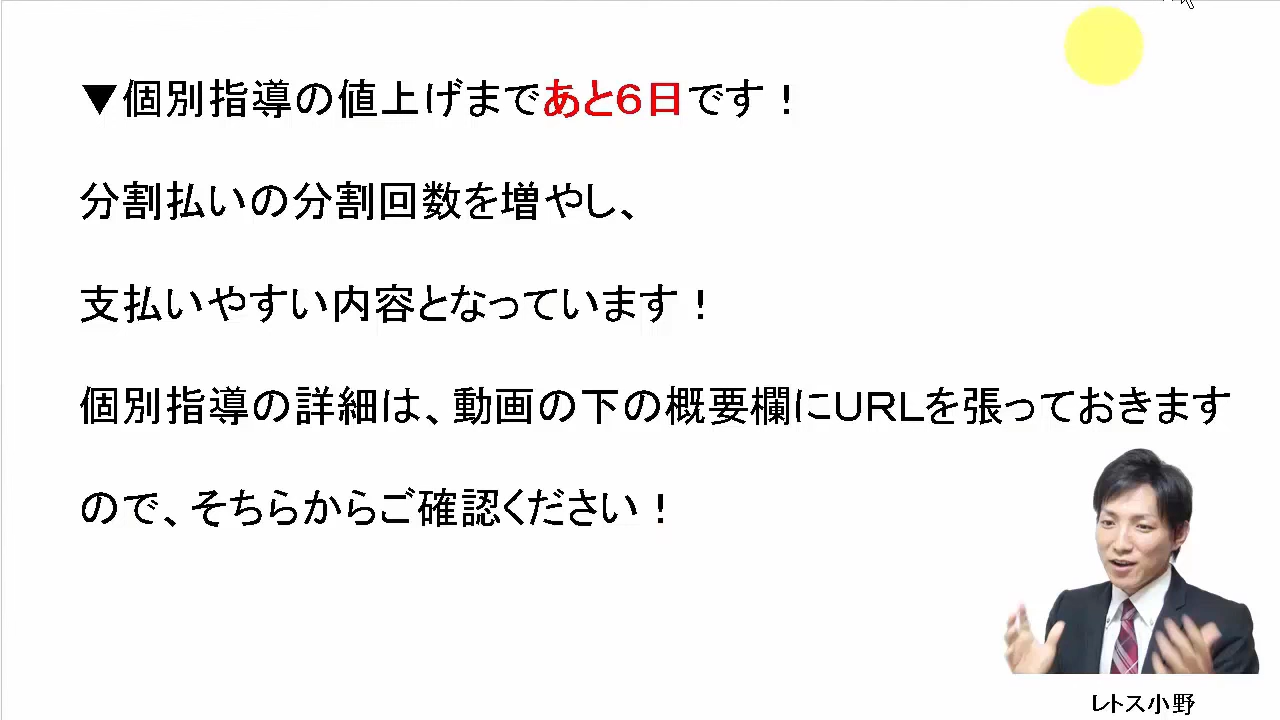 ▼個別指導の値上げまであと６日です！
分割払いの分割回数を増やし、
支払いやすい内容となっています！
個別指導の詳細は、動画の下の概要欄にＵＲＬを張っておきます
ので、そちらからご確認ください！
レトス小野